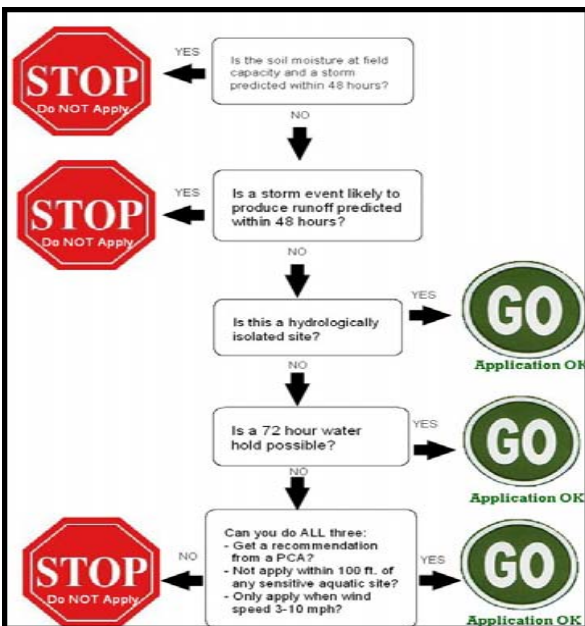 YES
STOP
Do NOT Apply
Is the soil moisture at field
capacity and a storm
predicted within 48 hours?
NO
YES
STOP
Do NOT Apply
Is a storm event likely to
produce runoff predicted
within 48 hours?
NO
Is this a hydrologically
isolated site?
YES
GO
Application OK
NO
Is a 72 hour water
hold possible?
YES
GO
Application OK
NO
Can you do ALL three:
- Get a recommendation
from a PCA?
- Not apply within 100 ft. of
any sensitive aquatic site?
- Only apply when wind
speed 3-10 mph?
NO
STOP
Do NOT Apply
YES
GO
Application OK